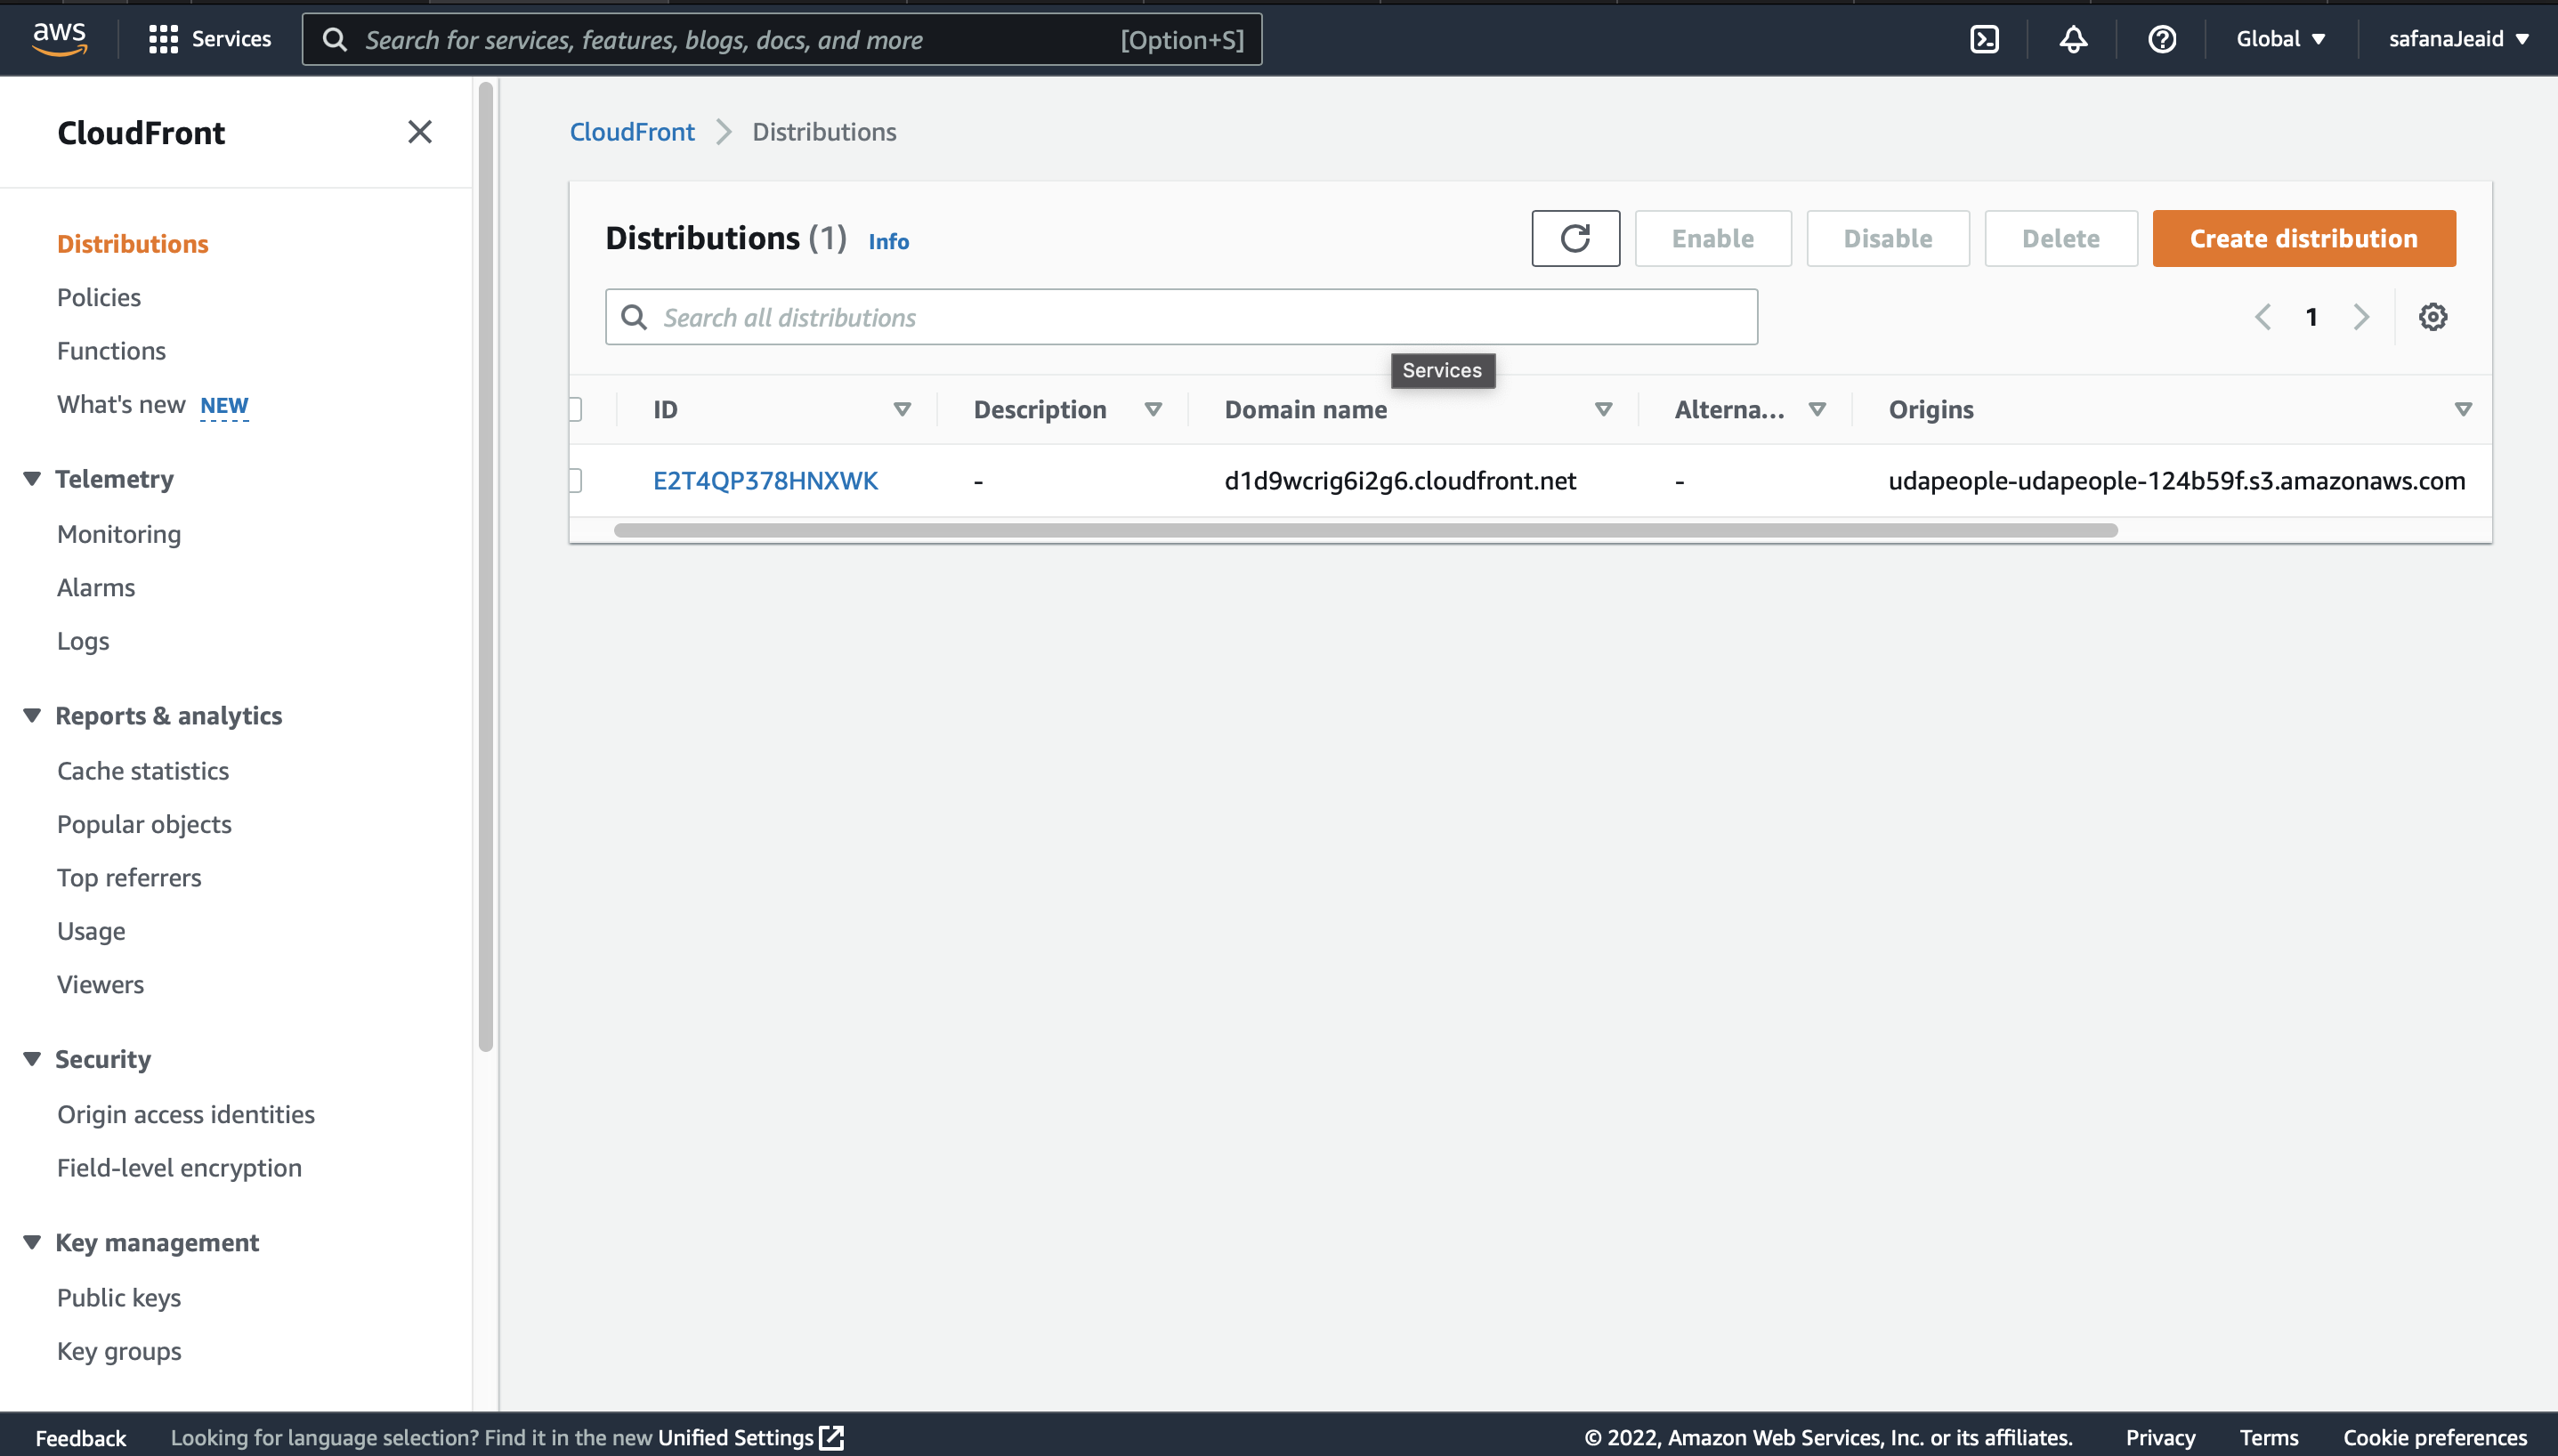 aws
Services
Search for services, features, blogs, docs, and more
[Option+S]
Global
safanaJeaid
CloudFront
Distributions
Policies
Functions
What's new NEW
Telemetry
Monitoring
Alarms
Logs
Reports & analytics
Cache statistics
Popular objects
Top referrers
Usage
Viewers
Security
Origin access identities
Field-level encryption
Key management
Public keys
Key groups
CloudFront Distributions
Distributions (1) Info
Enable
Disable
Delete
Create distribution
Search all distributions
1
Services
ID Description Domain name Alterna... Origins
E2T4QP378HNXWK - d1d9wcrig6i2g6.cloudfront.net - udapeople-udapeople-124b59f.s3.amazonaws.com
Feedback Looking for language selection? Find it in the new Unified Settings © 2022, Amazon Web Services, Inc. or its affiliates. Privacy Terms Cookie preferences